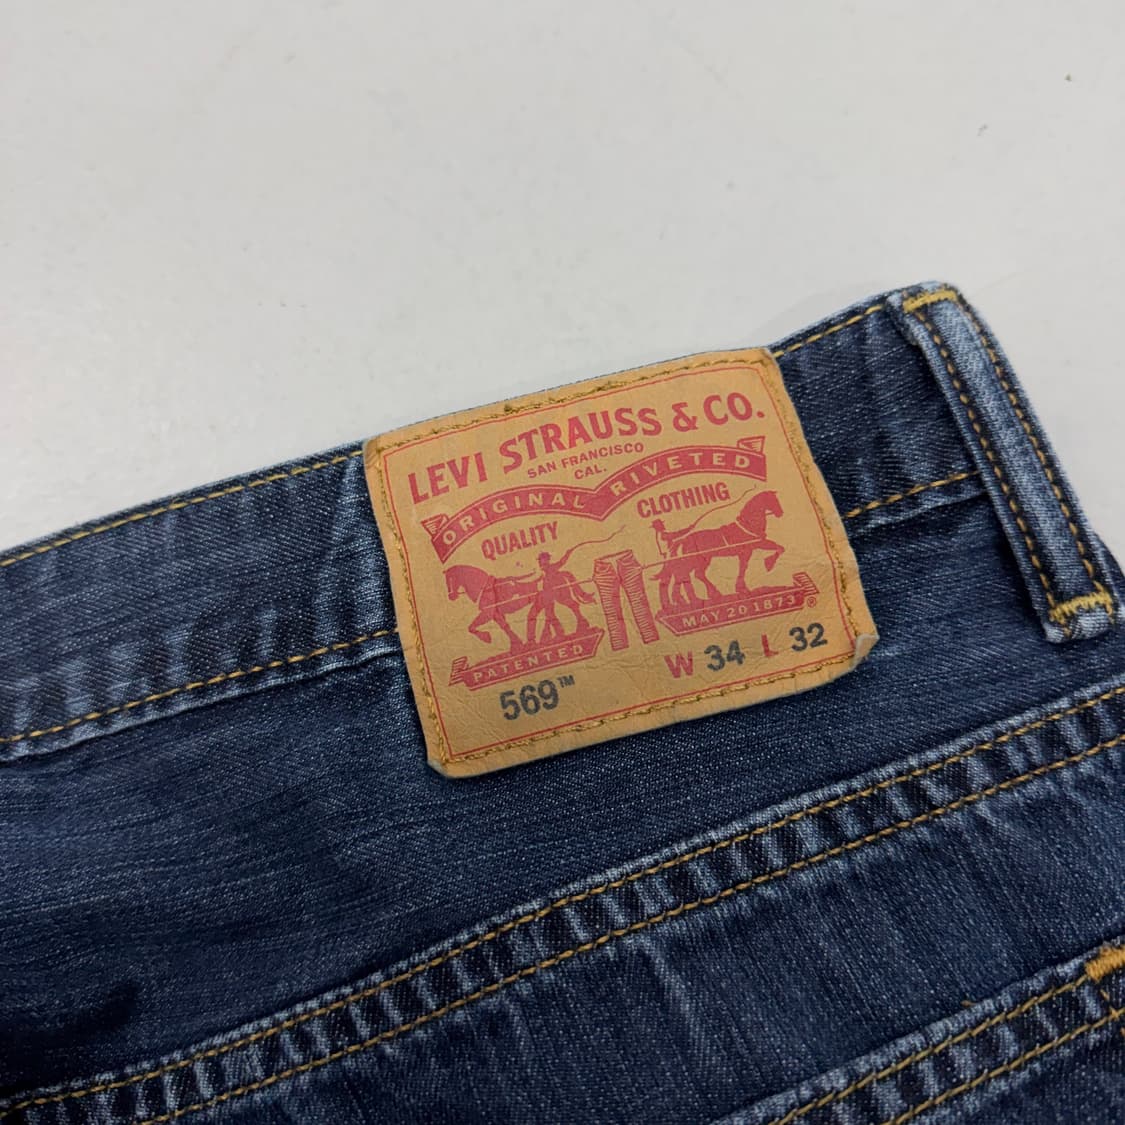 LEVI STRAUSS & CO.
SAN FRANCISCO
CAL.
ORIGINAL RIVETED
QUALITY CLOTHING
PATENTED MAY 20 1873 ®
569™ W 34 L 32